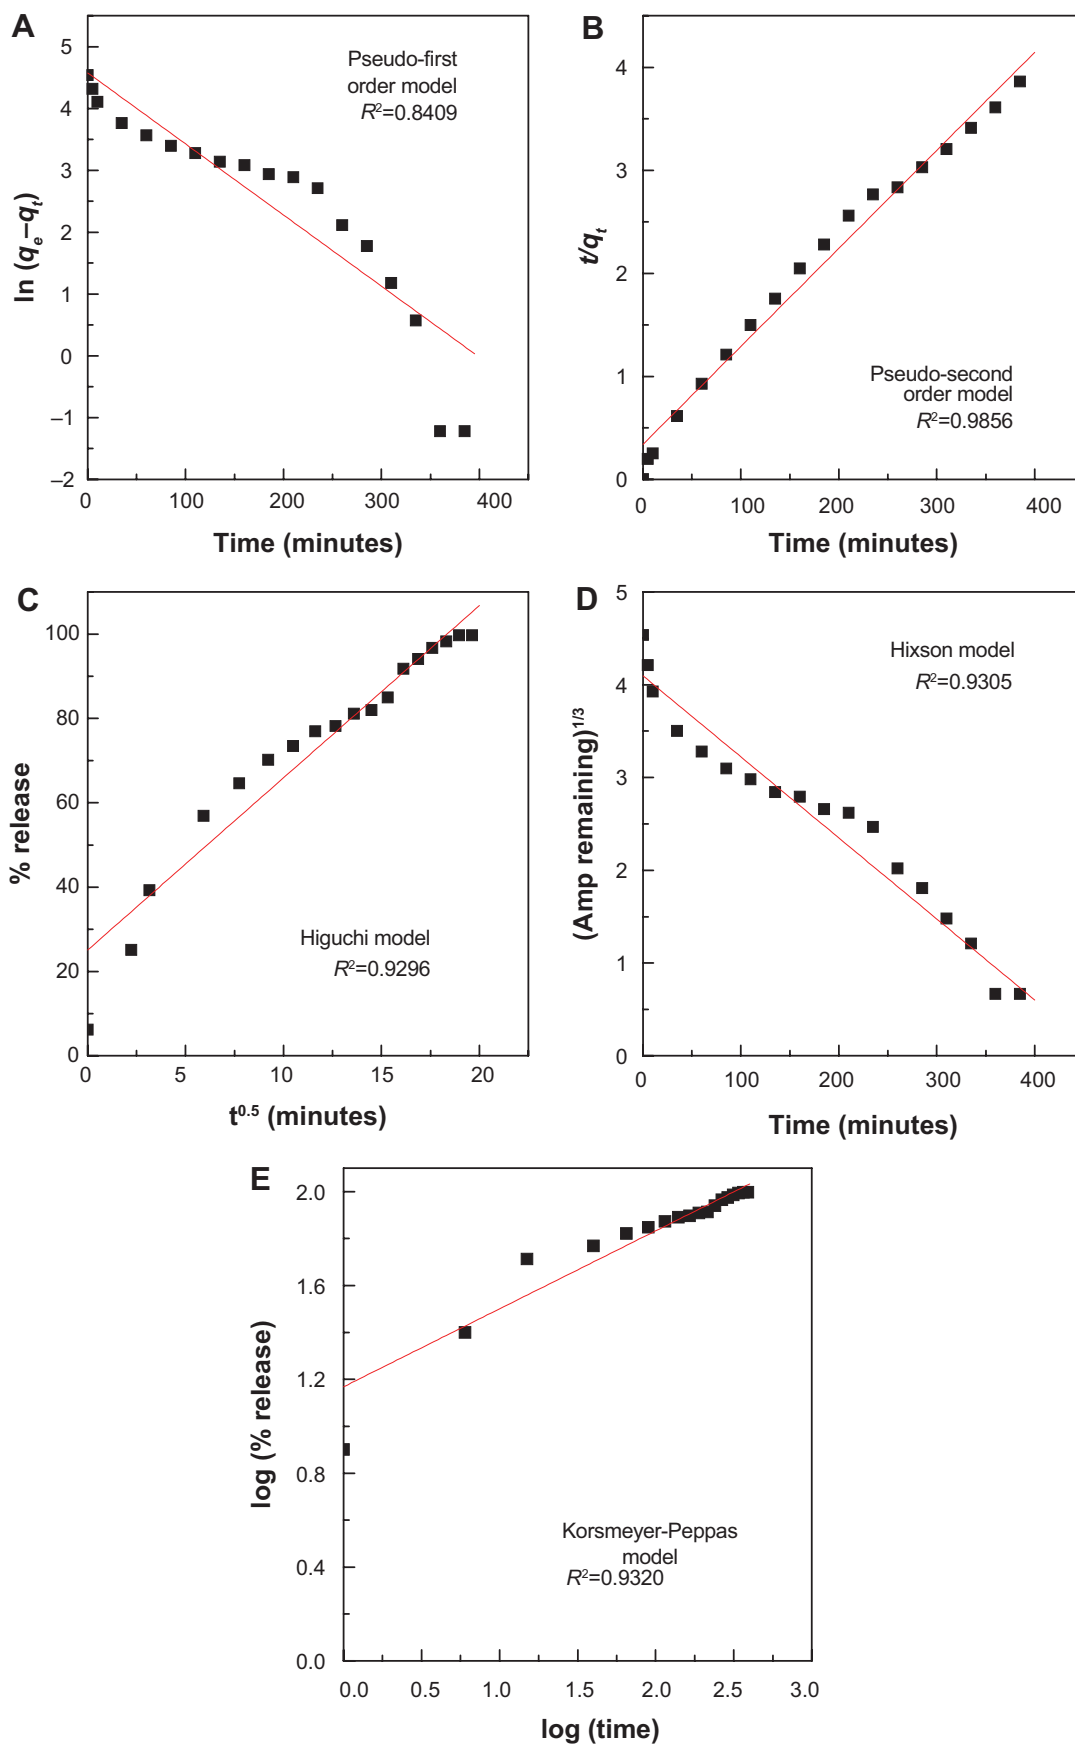 A
Pseudo-first
order model
R²=0.8409
5
4
3
2
1
0
–1
–2
ln (qe–qt)
0 100 200 300 400
Time (minutes)
B
4
3
2
1
0
t/qt
Pseudo-second
order model
R²=0.9856
0 100 200 300 400
Time (minutes)
C
100
80
60
40
20
0
% release
Higuchi model
R²=0.9296
0 5 10 15 20
t0.5 (minutes)
D
5
4
3
2
1
0
(Amp remaining)1/3
Hixson model
R²=0.9305
0 100 200 300 400
Time (minutes)
E
2.0
1.6
1.2
0.8
0.4
0.0
log (% release)
Korsmeyer-Peppas
model
R²=0.9320
0.0 0.5 1.0 1.5 2.0 2.5 3.0
log (time)